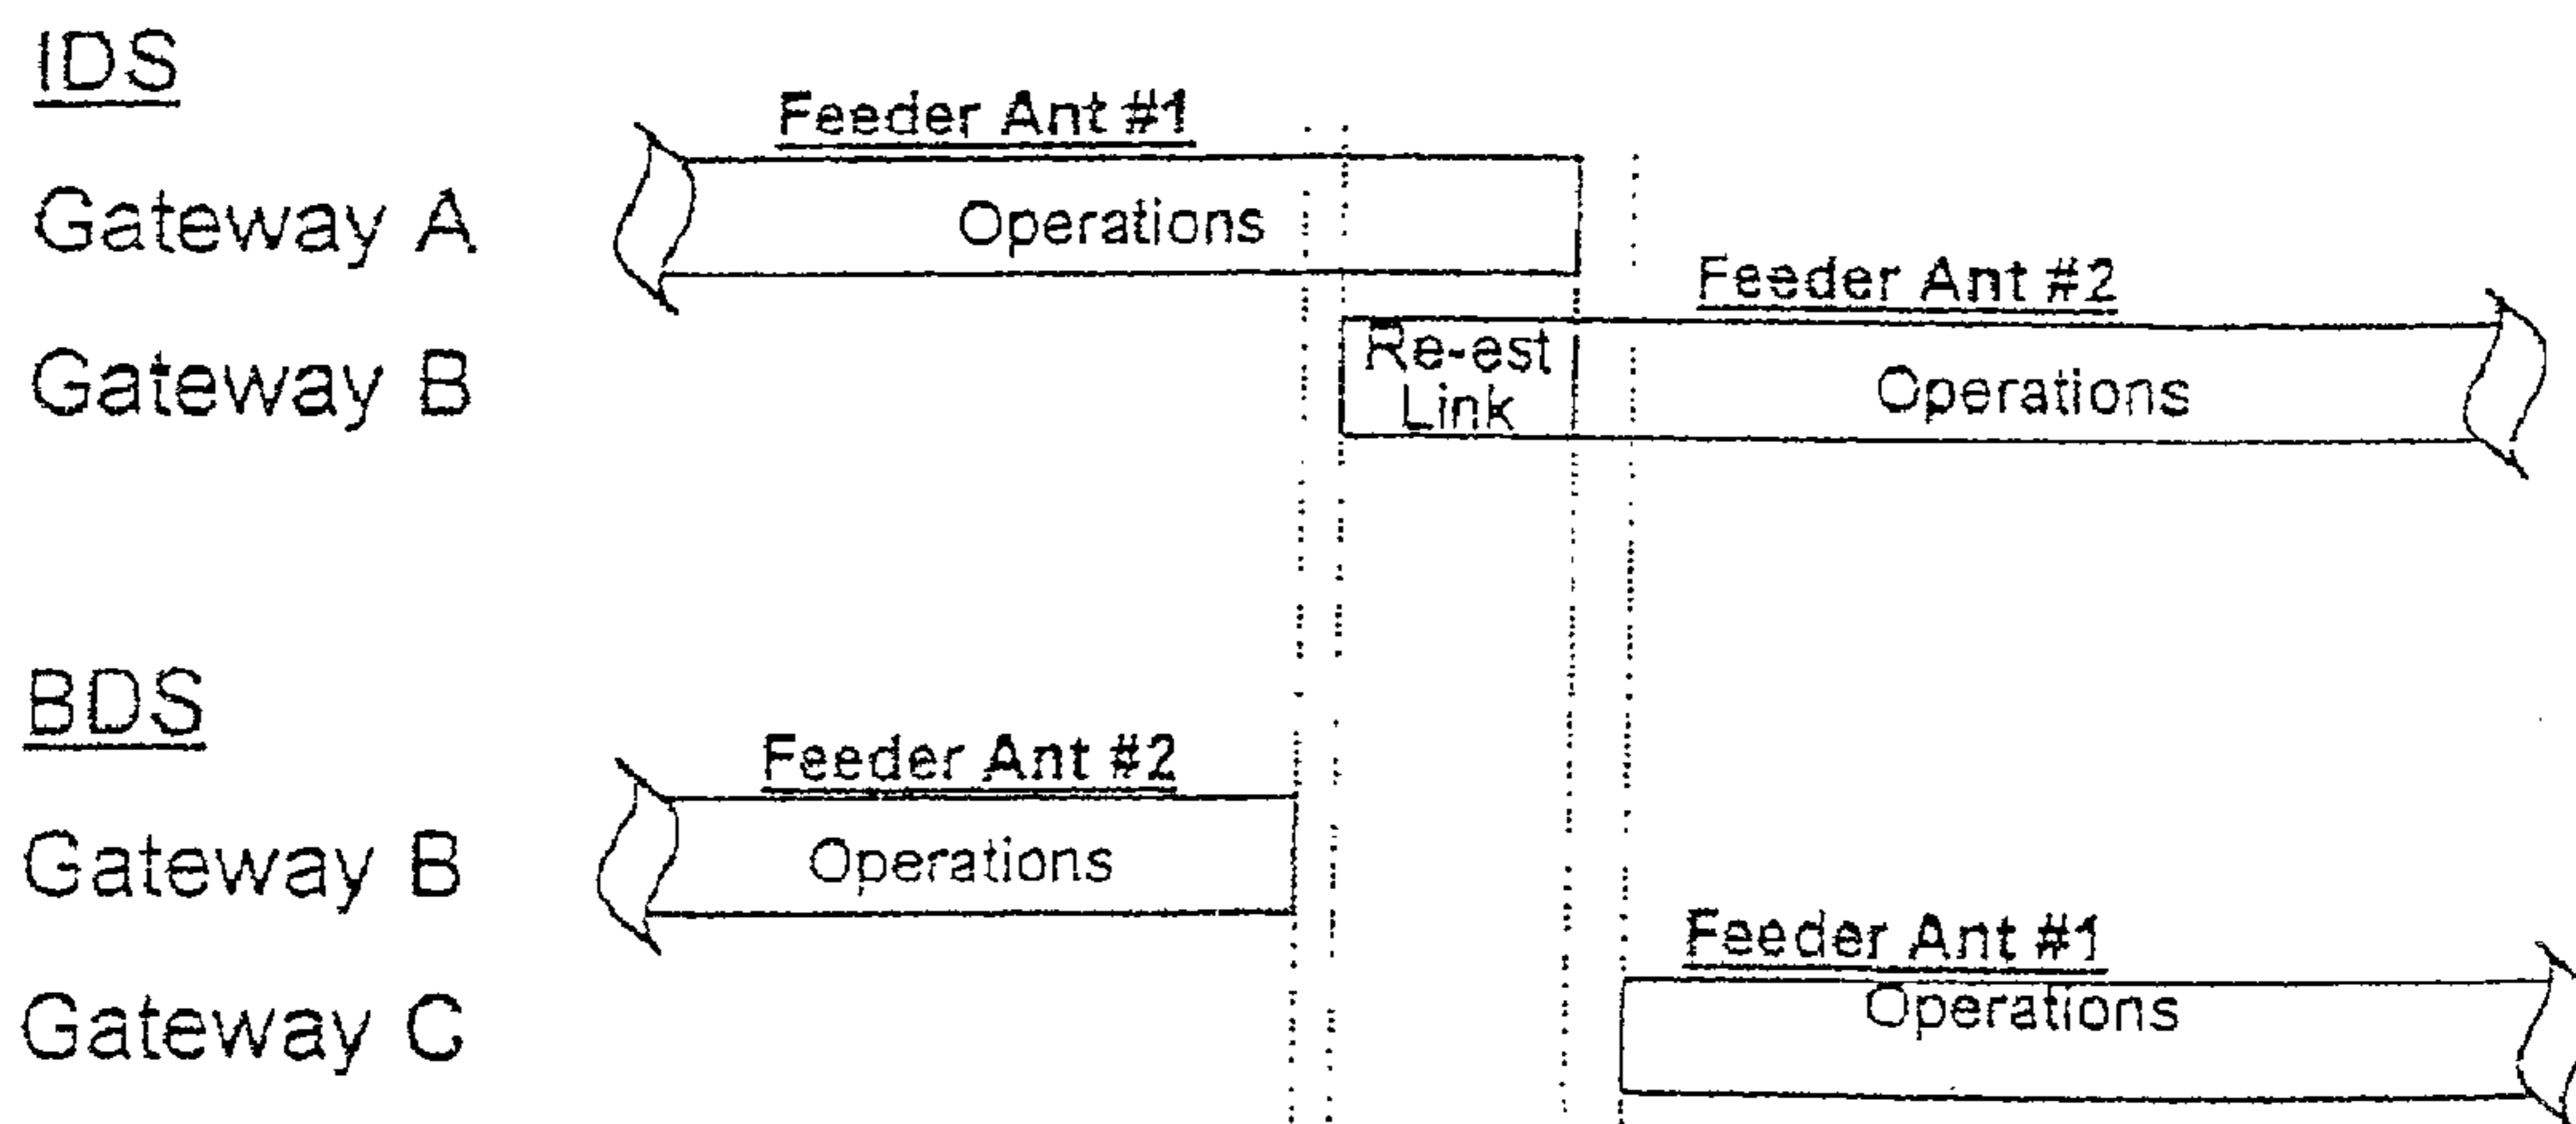 IDS
Feeder Ant #1
Gateway A
Operations
Feeder Ant #2
Gateway B
Re-est
Link
Operations
BDS
Feeder Ant #2
Gateway B
Operations
Feeder Ant #1
Gateway C
Operations